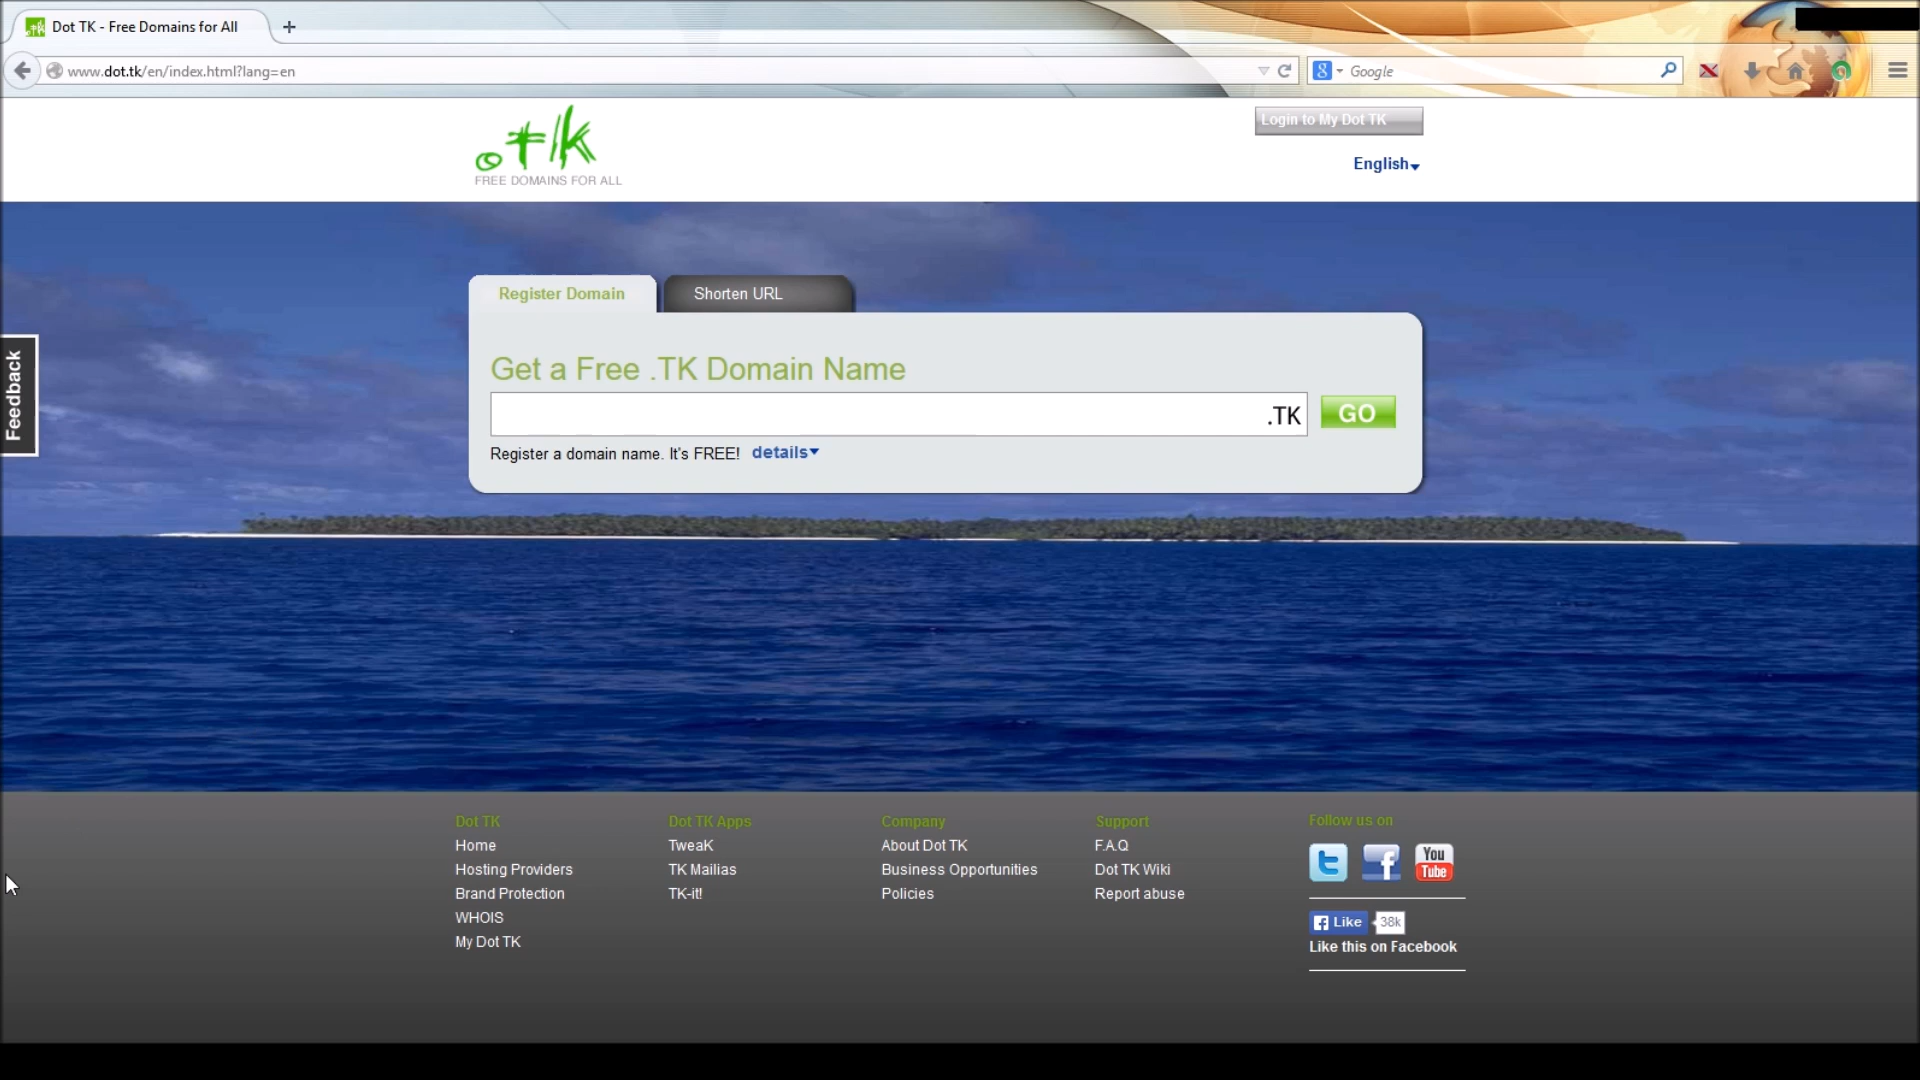 Dot TK - Free Domains for All
www.dot.tk/en/index.html?lang=en
Google
.tk
FREE DOMAINS FOR ALL
Login to My Dot TK
English
Register Domain
Shorten URL
Feedback
Get a Free .TK Domain Name
.TK
GO
Register a domain name. It's FREE! details
Dot TK
Home
Hosting Providers
Brand Protection
WHOIS
My Dot TK
Dot TK Apps
TweaK
TK Mailias
TK-it!
Company
About Dot TK
Business Opportunities
Policies
Support
F.A.Q
Dot TK Wiki
Report abuse
Follow us on
You
Tube
Like 38k
Like this on Facebook